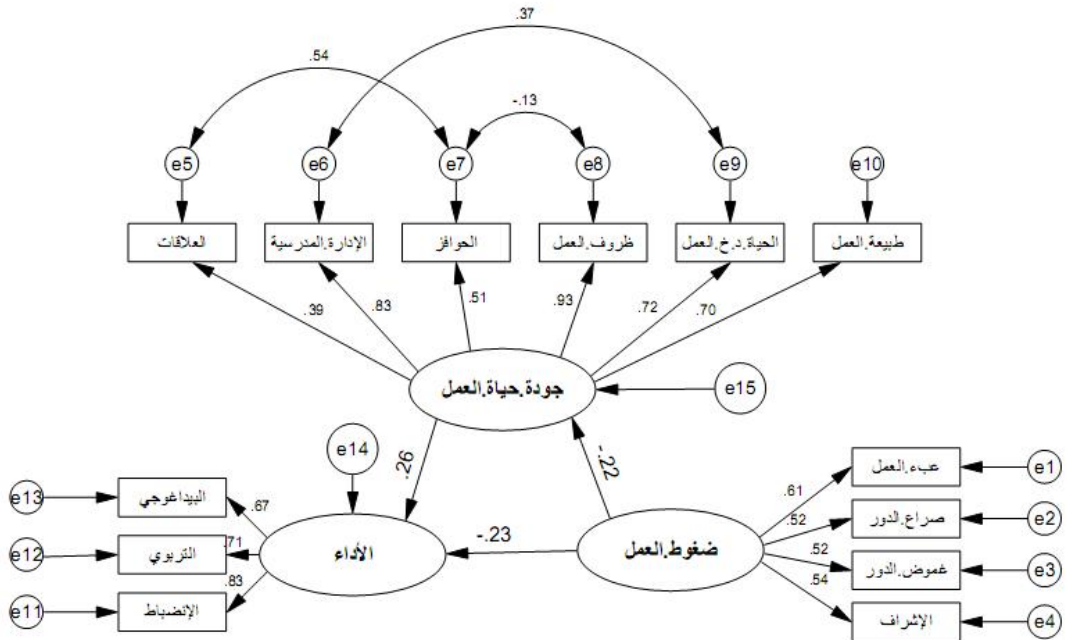 .37
.54
-.13
e5
e6
e7
e8
e9
e10
العلاقات
الإدارة.المدرسية
الحوافز
ظروف.العمل
الحياة.د.خ.العمل
طبيعة.العمل
.39
.83
.51
.93
.72
.70
جودة.حياة.العمل
e15
e14
.26
-.22
-.23
الأداء
ضغوط.العمل
e13
البيداغوجي
.67
e12
التربوي
.71
e11
الإنضباط
.83
.61
عبء.العمل
e1
.52
صراع.الدور
e2
.52
غموض.الدور
e3
.54
الإشراف
e4